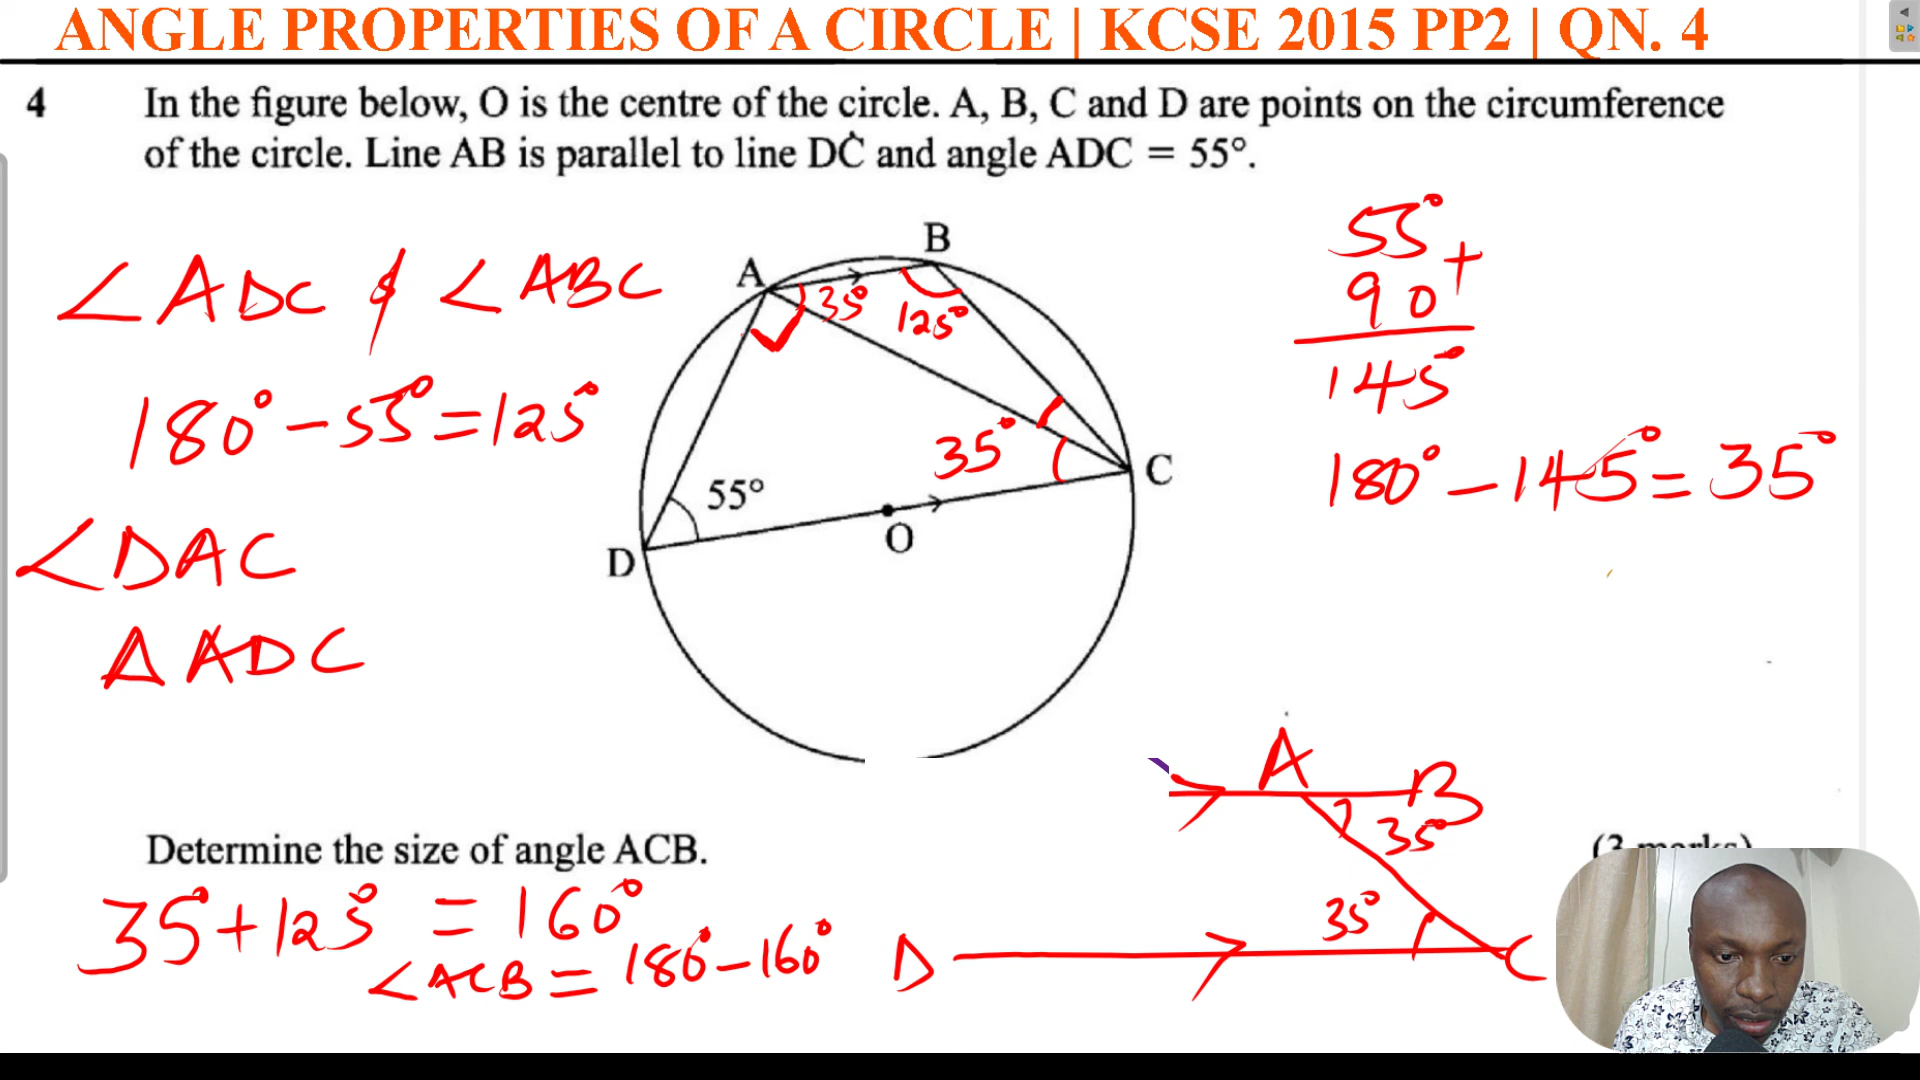 ANGLE PROPERTIES OF A CIRCLE | KCSE 2015 PP2 | QN. 4
4 In the figure below, O is the centre of the circle. A, B, C and D are points on the circumference
of the circle. Line AB is parallel to line DC and angle ADC = 55°.
∠ADC & ∠ABC
180° - 55° = 125°
∠DAC
△ADC
A
B
35°
125°
35°
C
55°
O
D
55° +
90
145°
180° - 145° = 35°
A B
35°
35°
D C
Determine the size of angle ACB.
35° + 125° = 160°
∠ACB = 180° - 160°